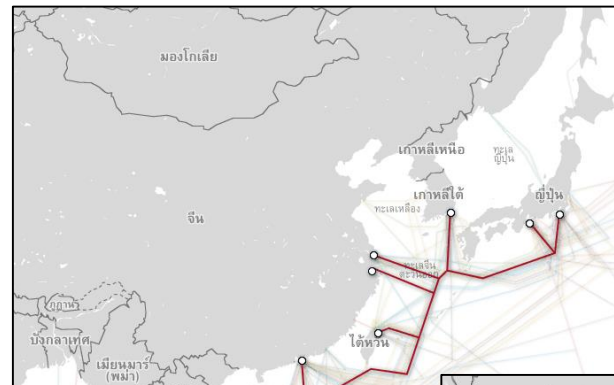 มองโกเลีย
เกาหลีเหนือ
ทะเล
ญี่ปุ่น
เกาหลีใต้
ญี่ปุ่น
ทะเลเหลือง
จีน
ทะเลจีน
ตะวันออก
ภูฏาน
บังกลาเทศ
ไต้หวัน
เมียนมาร์
(พม่า)